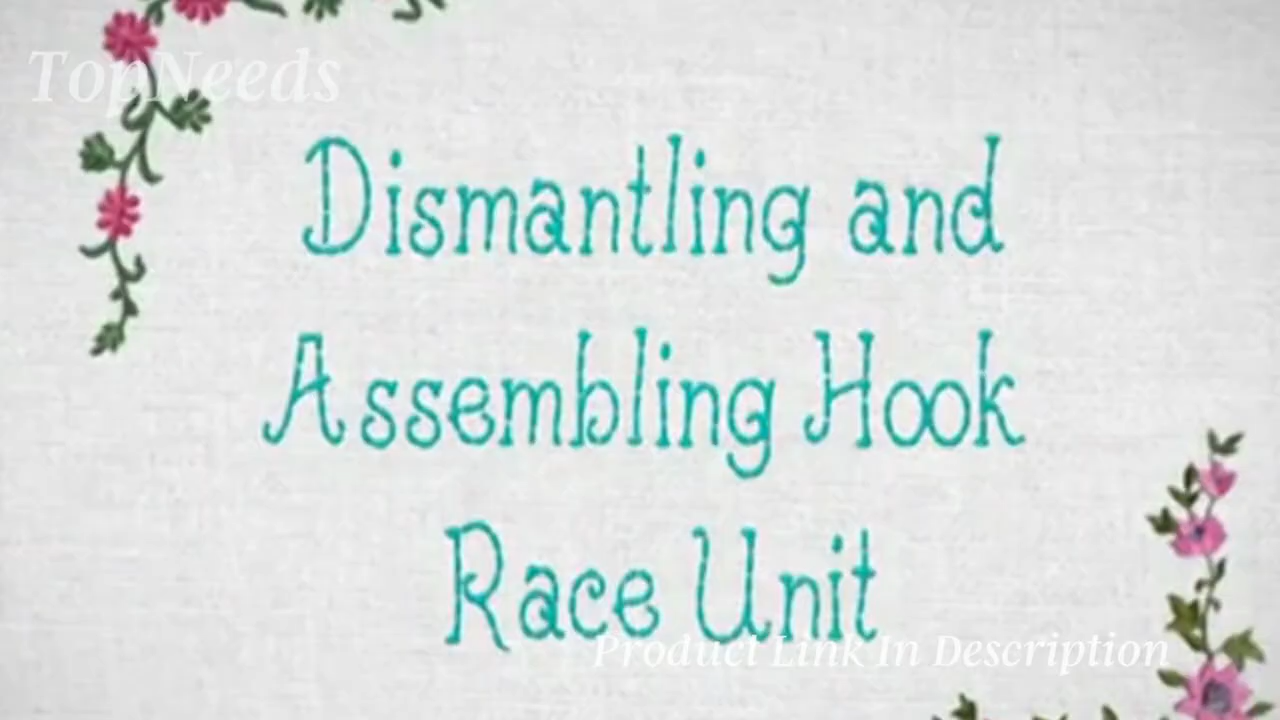 TopNeeds
Dismantling and
Assembling Hook
Race Unit
Product Link In Description